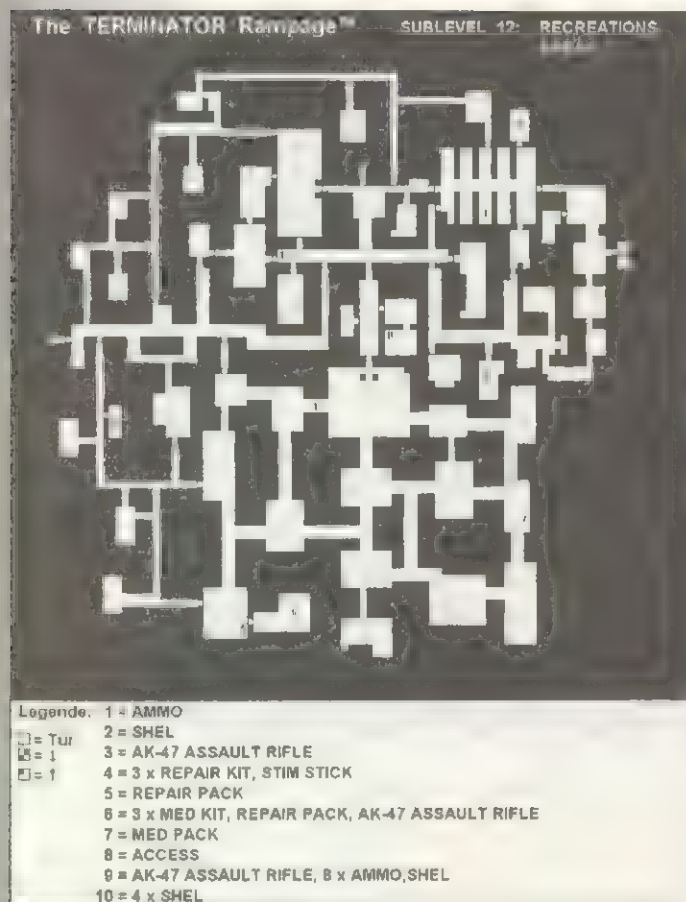 The TERMINATOR Rampage™ SUBLEVEL 12: RECREATIONS
Legende: 1 = AMMO
2 = SHEL
□ = Tur
3 = AK-47 ASSAULT RIFLE
= ↓
4 = 3 x REPAIR KIT, STIM STICK
= ↑
5 = REPAIR PACK
6 = 3 x MED KIT, REPAIR PACK, AK-47 ASSAULT RIFLE
7 = MED PACK
8 = ACCESS
9 = AK-47 ASSAULT RIFLE, 8 x AMMO,SHEL
10 = 4 x SHEL